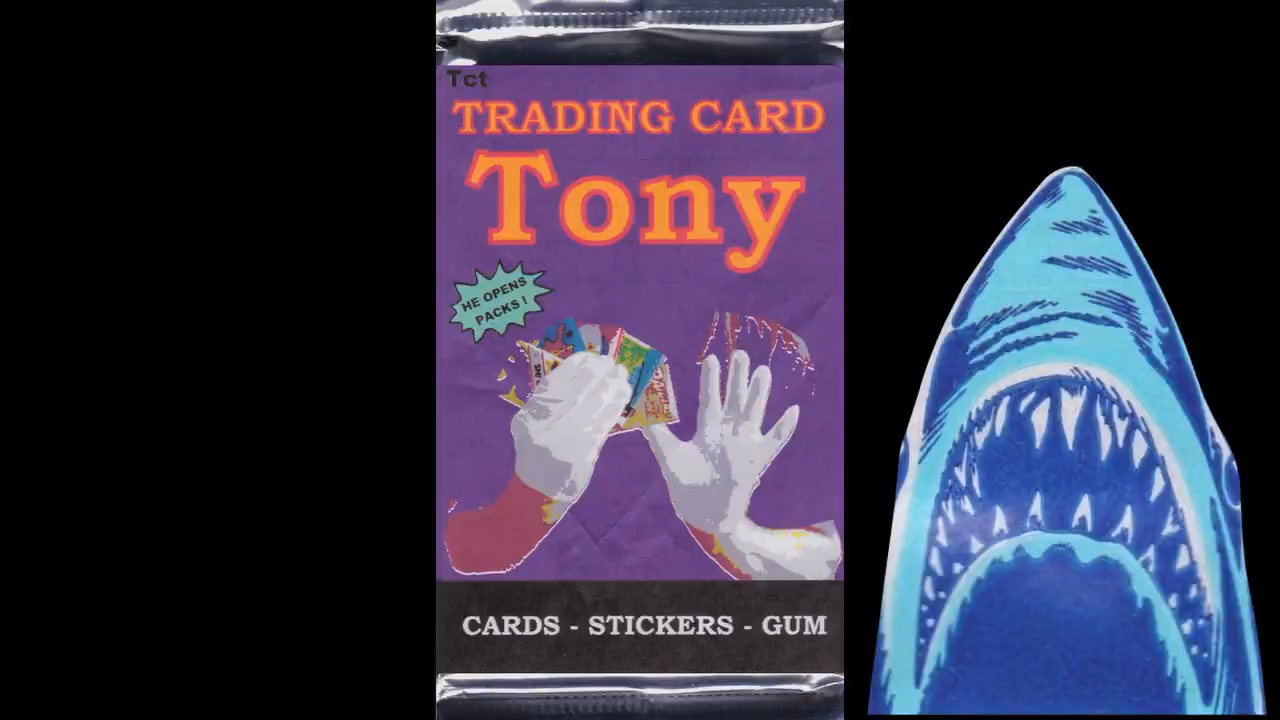 Tct
TRADING CARD
Tony
HE OPENS
PACKS !
CARDS - STICKERS - GUM